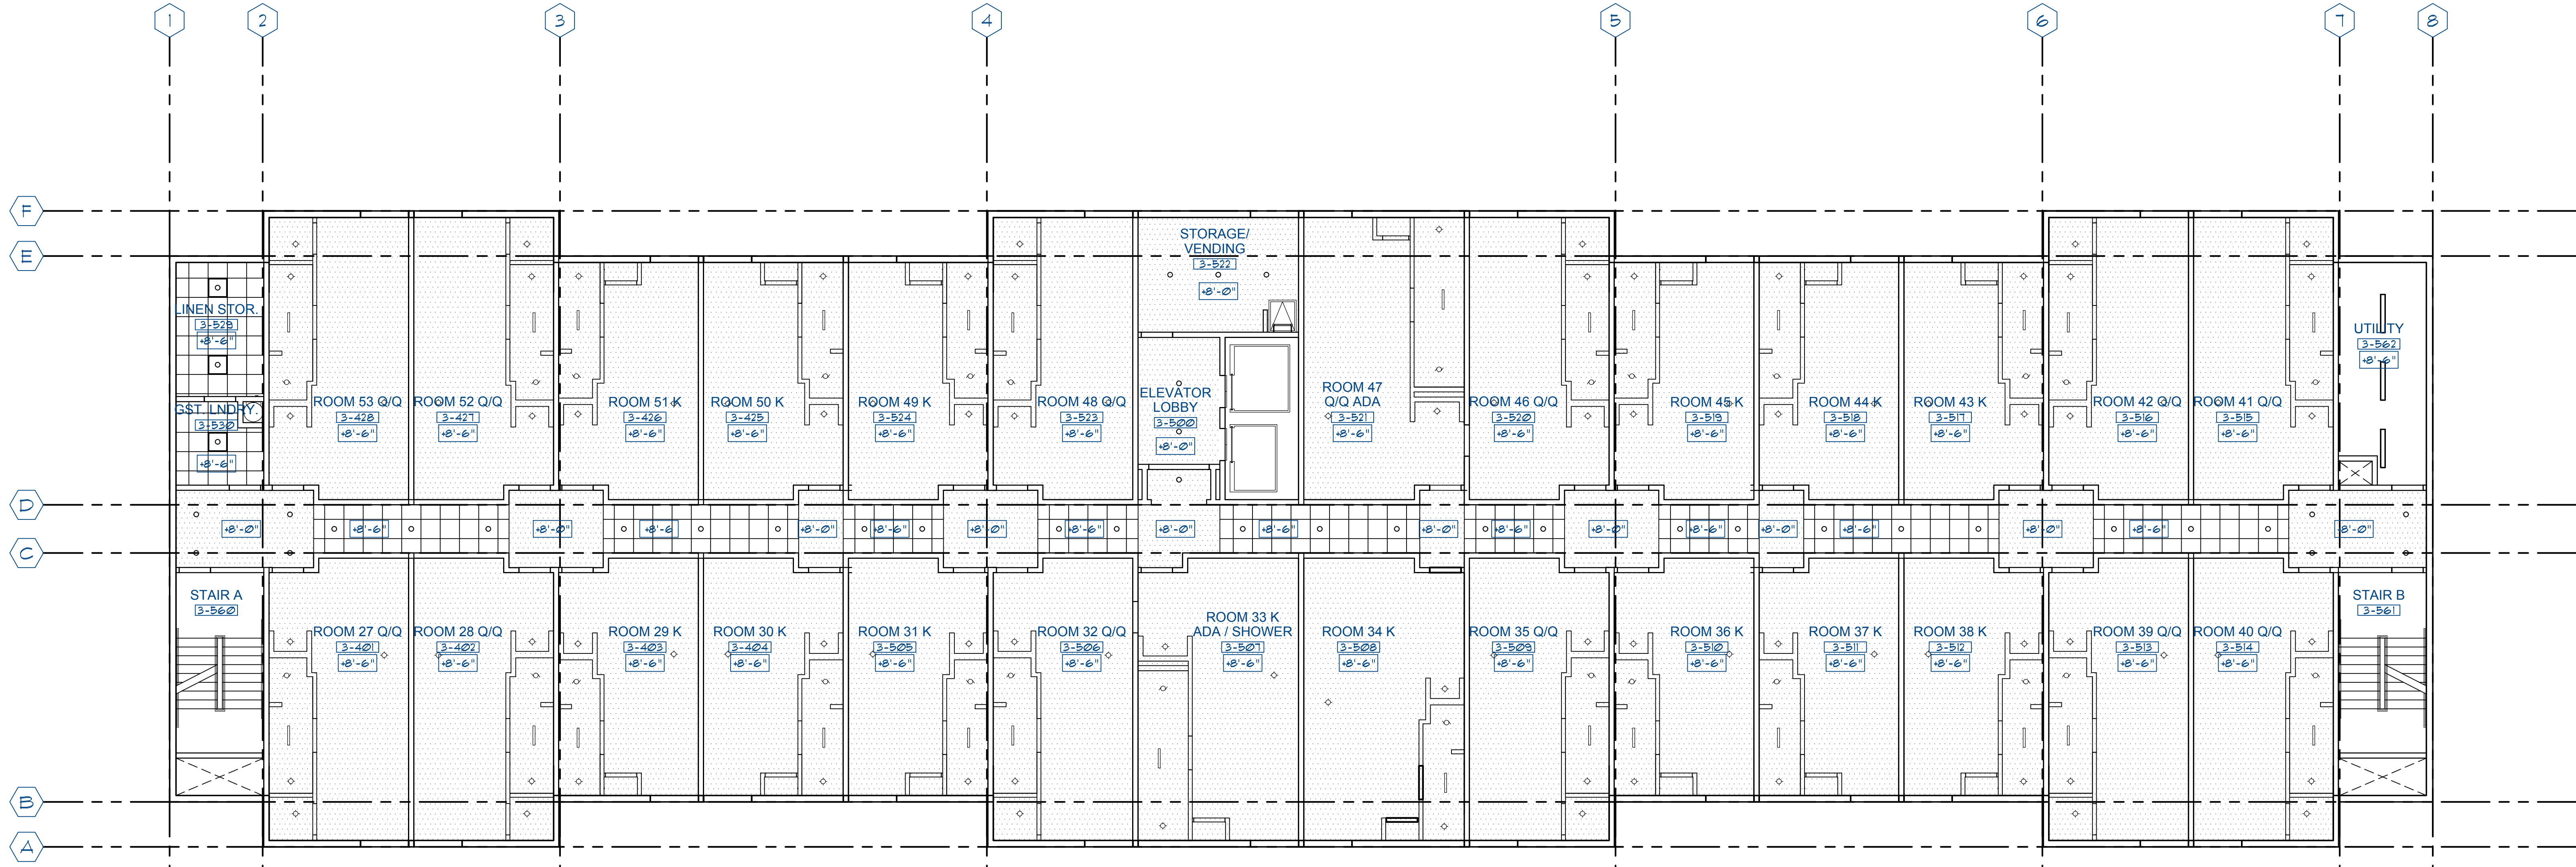 1
2
3
4
5
6
7
8
F
E
D
C
B
A
LINEN STOR.
3-529
+8'-6"
GST. LNDRY.
3-530
+8'-6"
ROOM 53 Q/Q
3-428
+8'-6"
ROOM 52 Q/Q
3-427
+8'-6"
ROOM 51 K
3-426
+8'-6"
ROOM 50 K
3-425
+8'-6"
ROOM 49 K
3-524
+8'-6"
ROOM 48 Q/Q
3-523
+8'-6"
STORAGE/
VENDING
3-522
+8'-0"
ELEVATOR
LOBBY
3-500
+8'-0"
ROOM 47
Q/Q ADA
3-521
+8'-6"
ROOM 46 Q/Q
3-520
+8'-6"
ROOM 45 K
3-519
+8'-6"
ROOM 44 K
3-518
+8'-6"
ROOM 43 K
3-517
+8'-6"
ROOM 42 Q/Q
3-516
+8'-6"
ROOM 41 Q/Q
3-515
+8'-6"
UTILITY
3-562
+8'-6"
+8'-0"
+8'-6"
+8'-0"
+8'-6
+8'-0"
+8'-6"
+8'-0"
+8'-6"
+8'-0"
+8'-6"
+8'-0"
+8'-6"
+8'-0"
+8'-6"
+8'-0"
+8'-6"
+8'-0"
+8'-6"
+8'-0"
STAIR A
3-560
ROOM 27 Q/Q
3-401
+8'-6"
ROOM 28 Q/Q
3-402
+8'-6"
ROOM 29 K
3-403
+8'-6"
ROOM 30 K
3-404
+8'-6"
ROOM 31 K
3-505
+8'-6"
ROOM 32 Q/Q
3-506
+8'-6"
ROOM 33 K
ADA / SHOWER
3-507
+8'-6"
ROOM 34 K
3-508
+8'-6"
ROOM 35 Q/Q
3-509
+8'-6"
ROOM 36 K
3-510
+8'-6"
ROOM 37 K
3-511
+8'-6"
ROOM 38 K
3-512
+8'-6"
ROOM 39 Q/Q
3-513
+8'-6"
ROOM 40 Q/Q
3-514
+8'-6"
STAIR B
3-561